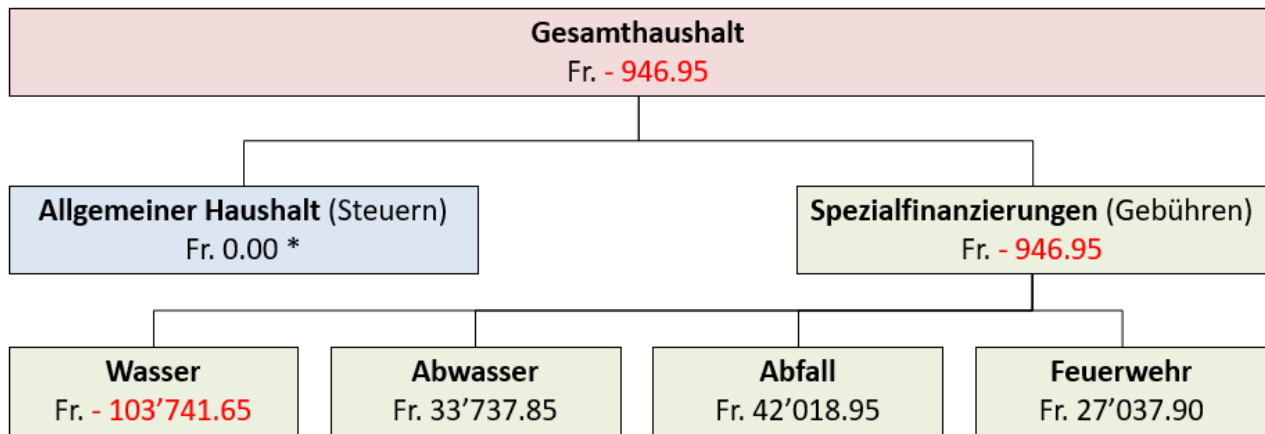 Gesamthaushalt
Fr. - 946.95
Allgemeiner Haushalt (Steuern)
Fr. 0.00 *
Spezialfinanzierungen (Gebühren)
Fr. - 946.95
Wasser
Fr. - 103’741.65
Abwasser
Fr. 33’737.85
Abfall
Fr. 42’018.95
Feuerwehr
Fr. 27’037.90